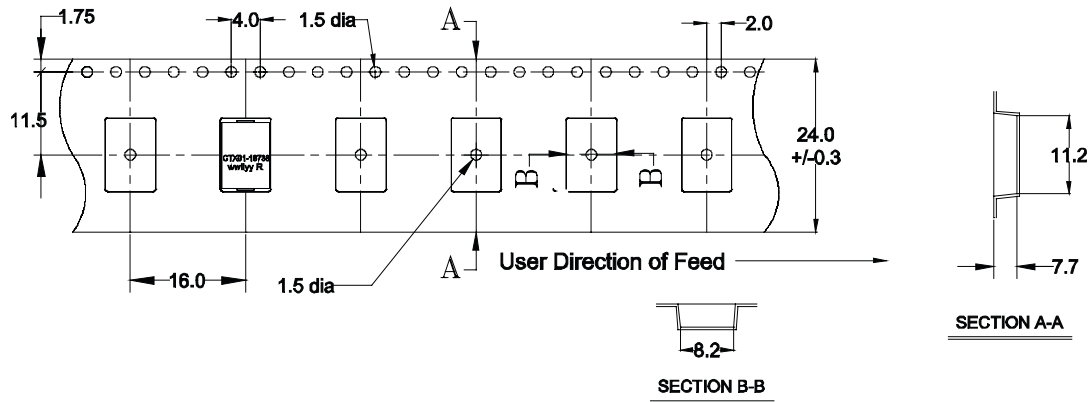 1.75
4.0
1.5 dia
A
2.0
11.5
24.0
+/-0.3
wwllyy R
B
B
11.2
16.0
1.5 dia
A
User Direction of Feed
7.7
8.2
SECTION A-A
SECTION B-B